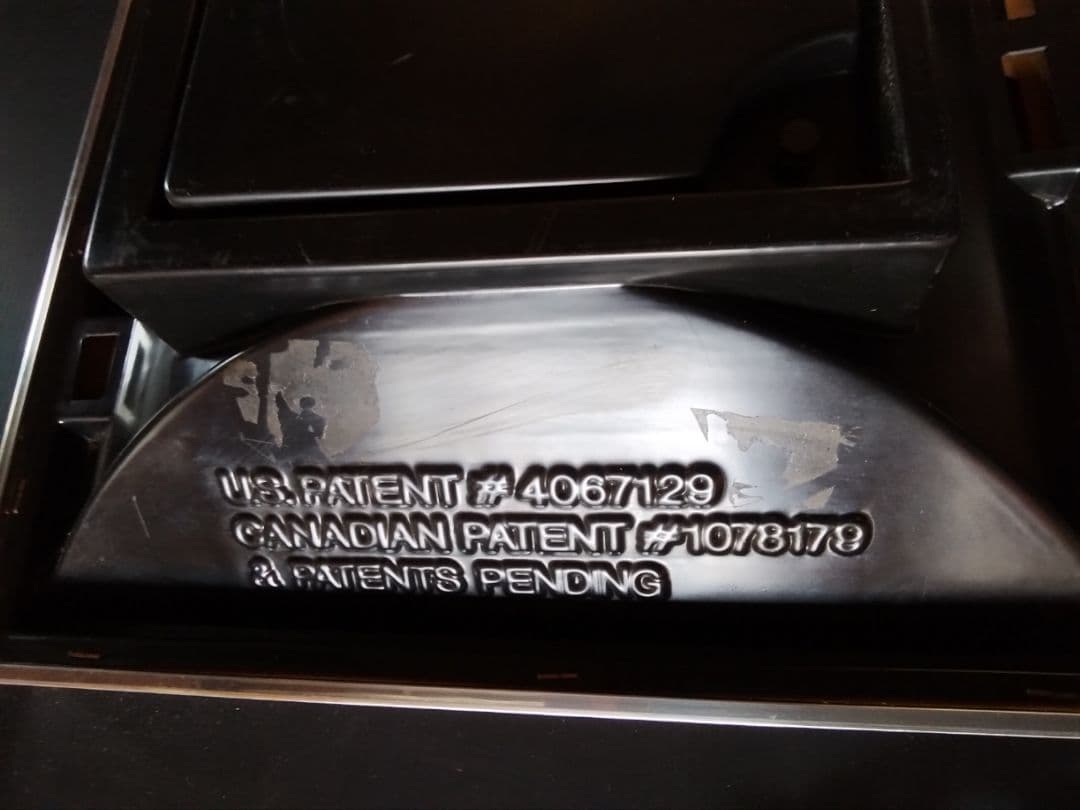 U.S. PATENT # 4067129
CANADIAN PATENT #1078179
& PATENTS PENDING